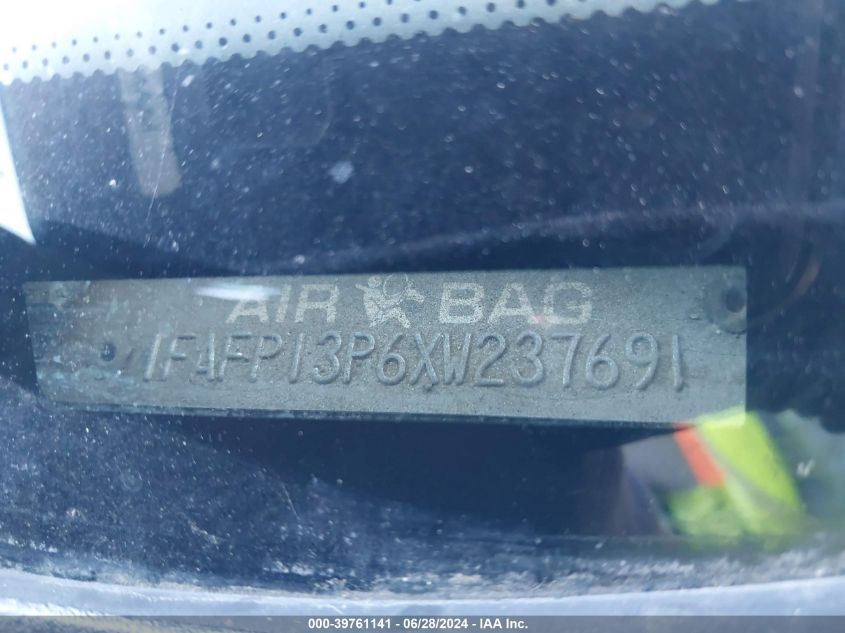 AIR BAG
1FAFP13P6XW237691
000-39761141 / 06/28/2024 - IAA Inc.